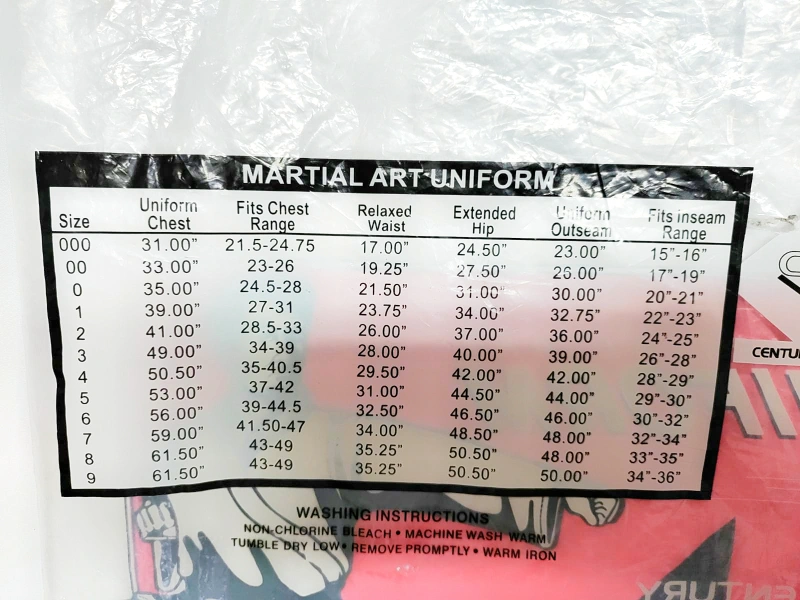 MARTIAL ART UNIFORM
Size Uniform Chest Fits Chest Range Relaxed Waist Extended Hip Uniform Outseam Fits Inseam Range
000 31.00" 21.5-24.75 17.00" 24.50" 23.00" 15"-16"
00 33.00" 23-26 19.25" 27.50" 26.00" 17"-19"
0 35.00" 24.5-28 21.50" 31.00" 30.00" 20"-21"
1 39.00" 27-31 23.75" 34.00" 32.75" 22"-23"
2 41.00" 28.5-33 26.00" 37.00" 36.00" 24"-25"
3 49.00" 34-39 28.00" 40.00" 39.00" 26"-28"
4 50.50" 35-40.5 29.50" 42.00" 42.00" 28"-29"
5 53.00" 37-42 31.00" 44.50" 44.00" 29"-30"
6 56.00" 39-44.5 32.50" 46.50" 46.00" 30"-32"
7 59.00" 41.50-47 34.00" 48.50" 48.00" 32"-34"
8 61.50" 43-49 35.25" 50.50" 48.00" 33"-35"
9 61.50" 43-49 35.25" 50.50" 50.00" 34"-36"
WASHING INSTRUCTIONS
NON-CHLORINE BLEACH • MACHINE WASH WARM
TUMBLE DRY LOW • REMOVE PROMPTLY • WARM IRON
CENTU
CENTURY